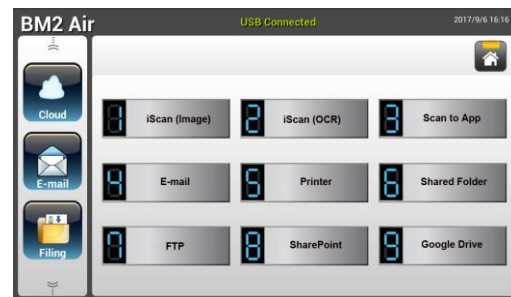 BM2 Air USB Connected 2017/9/6 16:16
Cloud
E-mail
Filing
1 iScan (Image) 2 iScan (OCR) 3 Scan to App
4 E-mail 5 Printer 6 Shared Folder
7 FTP 8 SharePoint 9 Google Drive